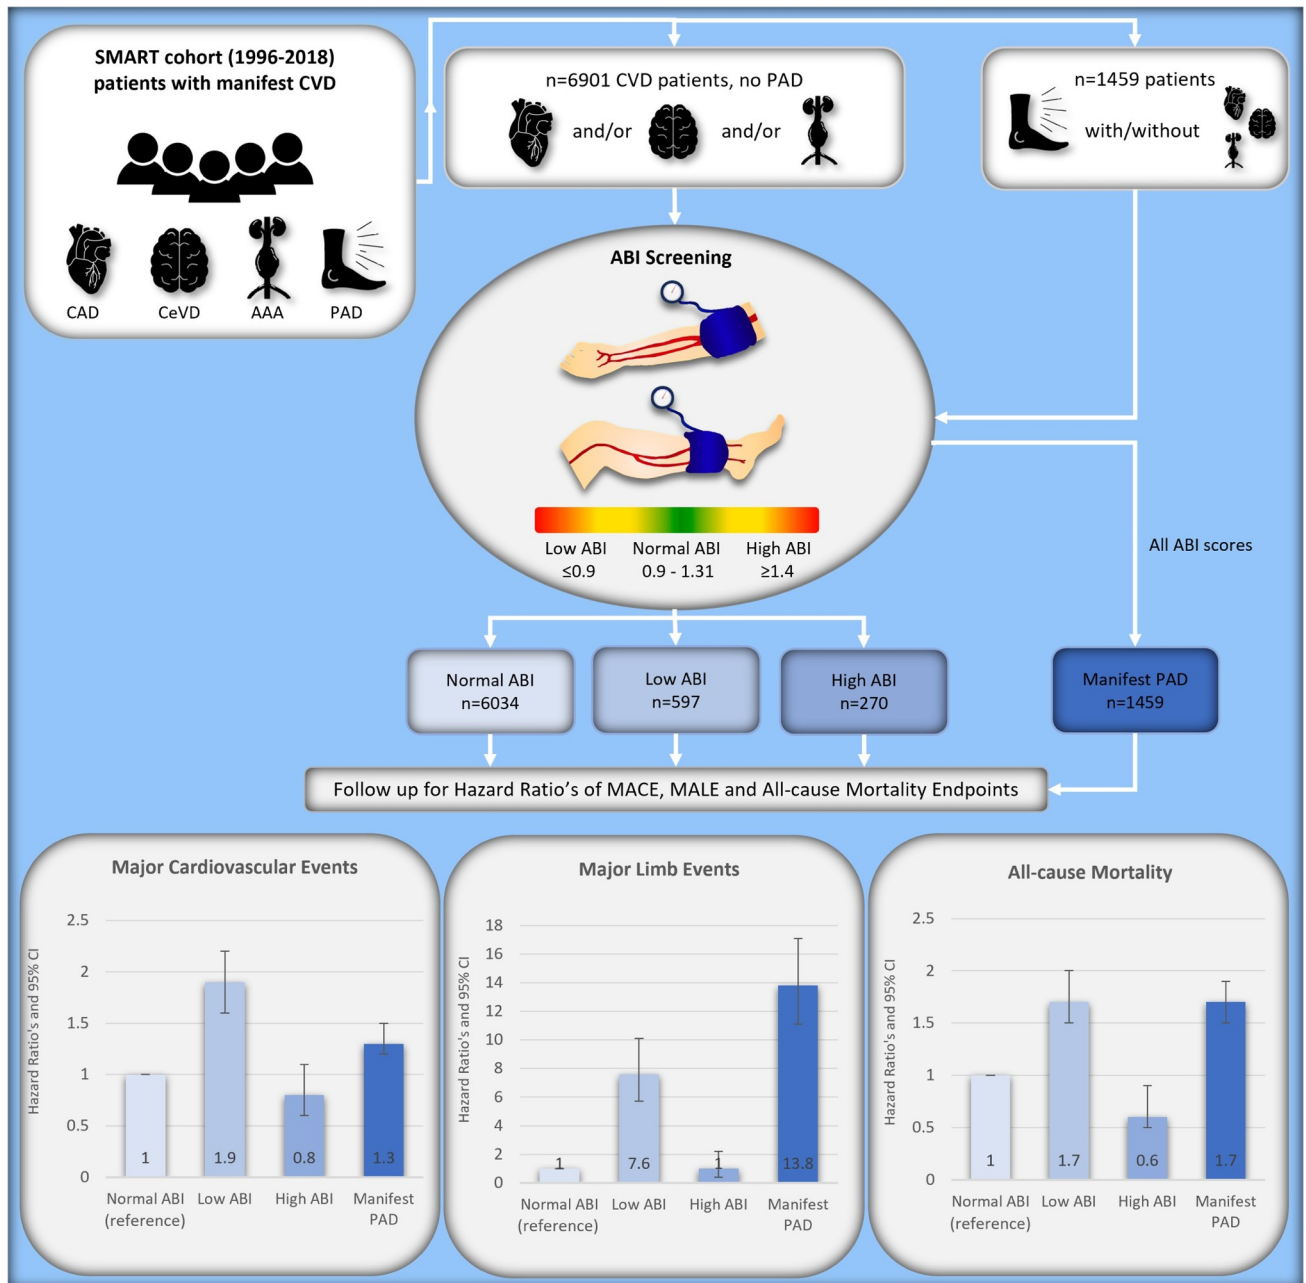 SMART cohort (1996-2018)
patients with manifest CVD
CAD
CeVD
AAA
PAD
n=6901 CVD patients, no PAD
and/or
and/or
n=1459 patients
with/without
ABI Screening
Low ABI
≤0.9
Normal ABI
0.9 - 1.31
High ABI
≥1.4
All ABI scores
Normal ABI
n=6034
Low ABI
n=597
High ABI
n=270
Manifest PAD
n=1459
Follow up for Hazard Ratio's of MACE, MALE and All-cause Mortality Endpoints
Major Cardiovascular Events
Hazard Ratio's and 95% CI
2.5
2
1.5
1
0.5
0
1
1.9
0.8
1.3
Normal ABI
(reference)
Low ABI
High ABI
Manifest
PAD
Major Limb Events
Hazard Ratio's and 95% CI
18
16
14
12
10
8
6
4
2
0
1
7.6
1
13.8
Normal ABI
(reference)
Low ABI
High ABI
Manifest
PAD
All-cause Mortality
Hazard Ratio's and 95% CI
2.5
2
1.5
1
0.5
0
1
1.7
0.6
1.7
Normal ABI
(reference)
Low ABI
High ABI
Manifest
PAD